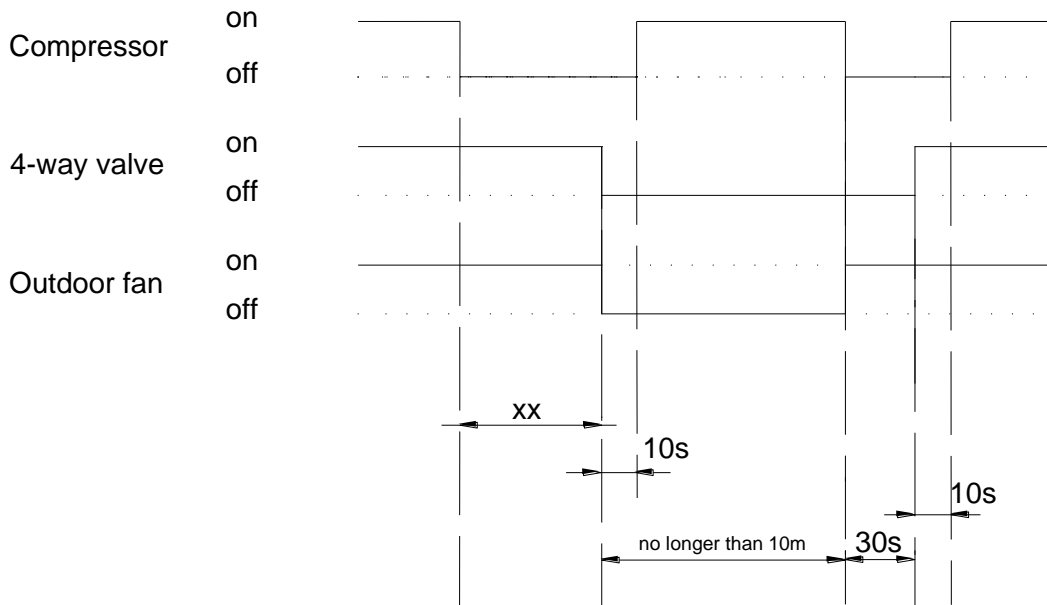 on
Compressor
off
on
4-way valve
off
on
Outdoor fan
off
xx
10s
10s
no longer than 10m
30s